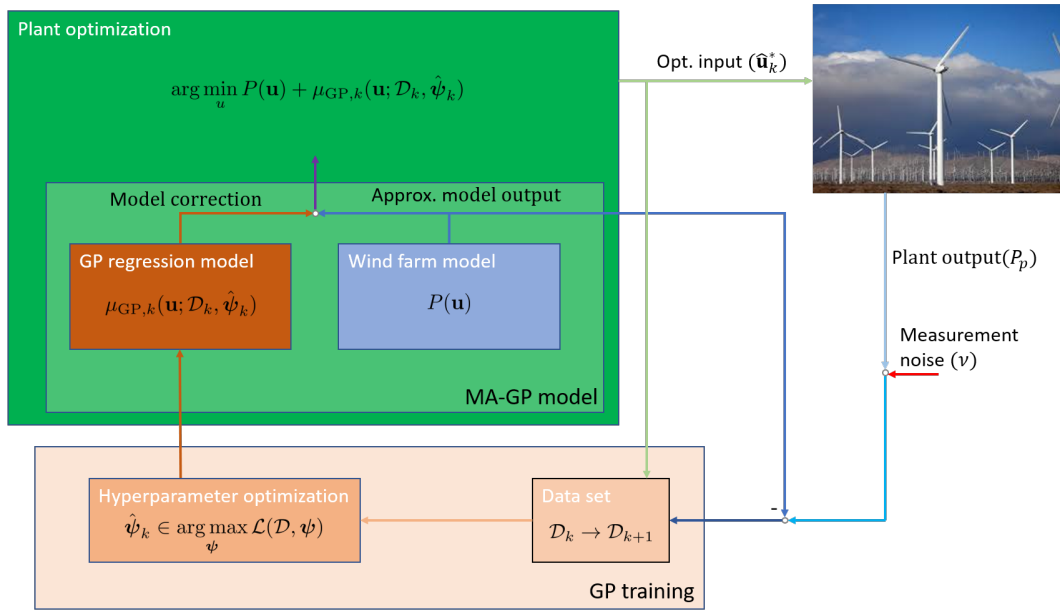 Plant optimization
arg min P(𝐮) + μ_GP,k(𝐮; 𝒟_k, ψ̂_k)
u
Opt. input (𝐮̂*_k)
Model correction
Approx. model output
GP regression model
μ_GP,k(𝐮; 𝒟_k, ψ̂_k)
Wind farm model
P(𝐮)
MA-GP model
Plant output(P_p)
Measurement
noise (ν)
Hyperparameter optimization
ψ̂_k ∈ arg max ℒ(𝒟, ψ)
ψ
Data set
𝒟_k → 𝒟_k+1
-
GP training